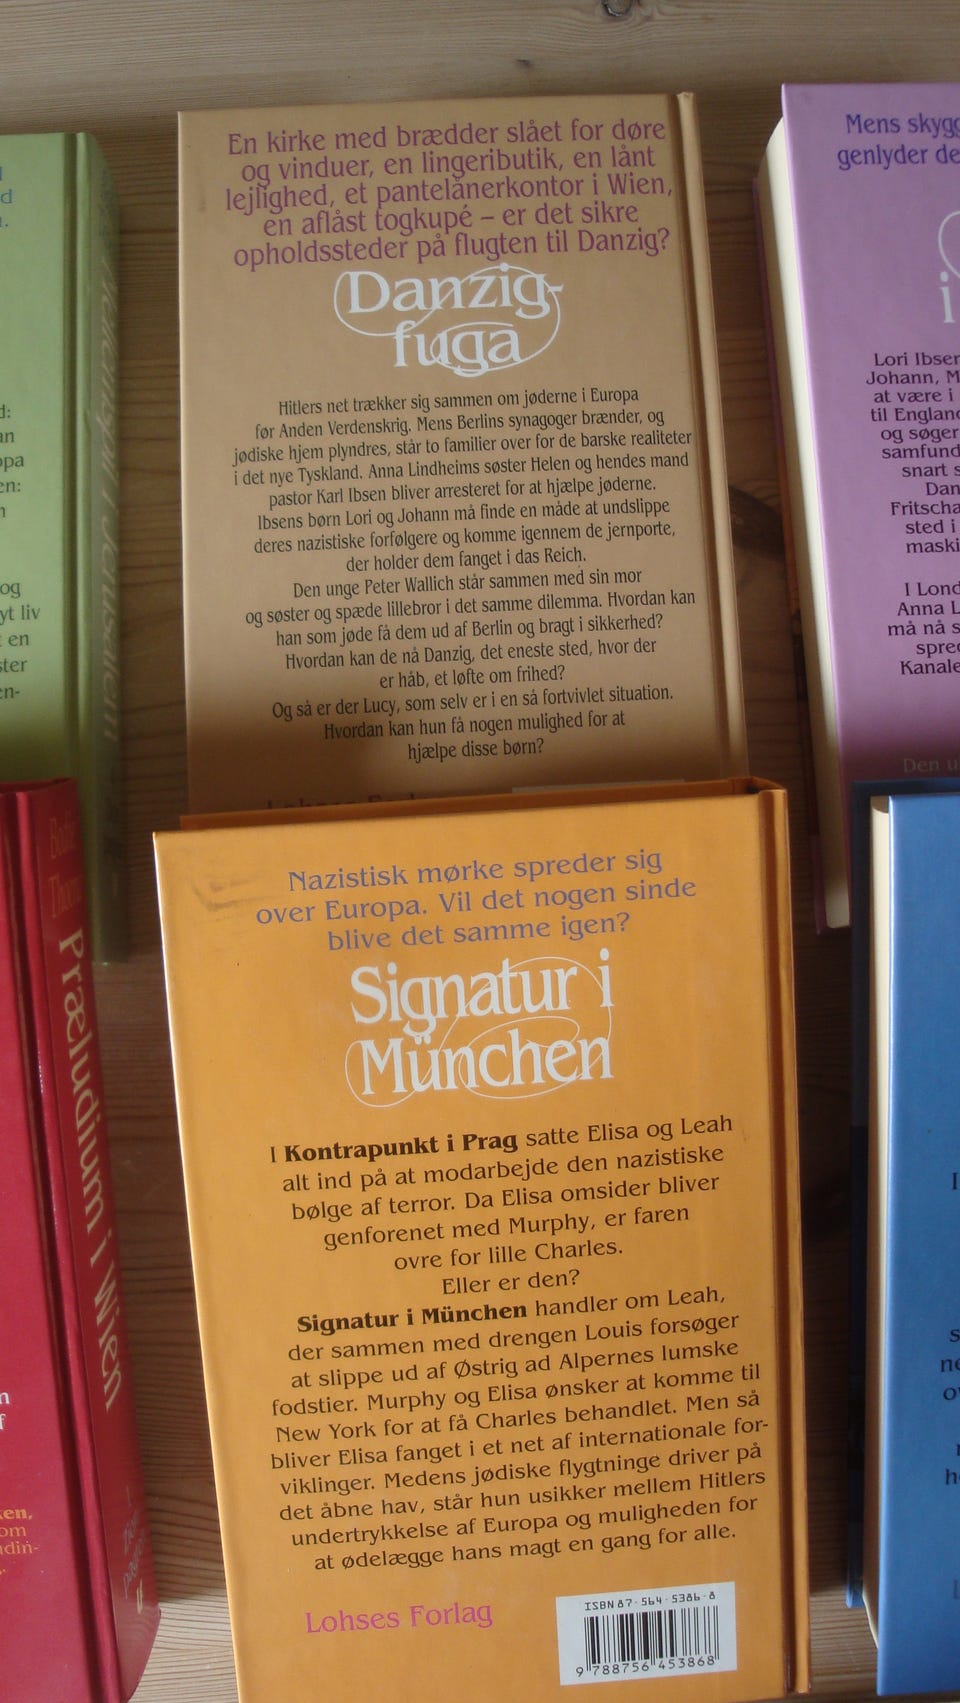 En kirke med brædder slået for døre
og vinduer, en lingeributik, en lånt
lejlighed, et pantelånerkontor i Wien,
en aflåst togkupé – er det sikre
opholdssteder på flugten til Danzig?
Danzig-
fuga
Hitlers net trækker sig sammen om jøderne i Europa
før Anden Verdenskrig. Mens Berlins synagoger brænder, og
jødiske hjem plyndres, står to familier over for de barske realiteter
i det nye Tyskland. Anna Lindheims søster Helen og hendes mand
pastor Karl Ibsen bliver arresteret for at hjælpe jøderne.
Ibsens børn Lori og Johann må finde en måde at undslippe
deres nazistiske forfølgere og komme igennem de jernporte,
der holder dem fanget i das Reich.
Den unge Peter Wallich står sammen med sin mor
og søster og spæde lillebror i det samme dilemma. Hvordan kan
han som jøde få dem ud af Berlin og bragt i sikkerhed?
Hvordan kan de nå Danzig, det eneste sted, hvor der
er håb, et løfte om frihed?
Og så er der Lucy, som selv er i en så fortvivlet situation.
Hvordan kan hun få nogen mulighed for at
hjælpe disse børn?
Lohses Forlag
Nazistisk mørke spreder sig
over Europa. Vil det nogen sinde
blive det samme igen?
Signatur i
München
I Kontrapunkt i Prag satte Elisa og Leah
alt ind på at modarbejde den nazistiske
bølge af terror. Da Elisa omsider bliver
genforenet med Murphy, er faren
ovre for lille Charles.
Eller er den?
Signatur i München handler om Leah,
der sammen med drengen Louis forsøger
at slippe ud af Østrig ad Alpernes lumske
fodstier. Murphy og Elisa ønsker at komme til
New York for at få Charles behandlet. Men så
bliver Elisa fanget i et net af internationale for-
viklinger. Medens jødiske flygtninge driver på
det åbne hav, står hun usikker mellem Hitlers
undertrykkelse af Europa og muligheden for
at ødelægge hans magt en gang for alle.
Lohses Forlag
ISBN 87-564-5386-8
9 788756 453868
Præludium i Wien
Mens
genlyder
i
Lori
Johann,
at være i
til England
og søger
samfund
snart
sted i
I
Anna
må nå
Den
og
liv
en